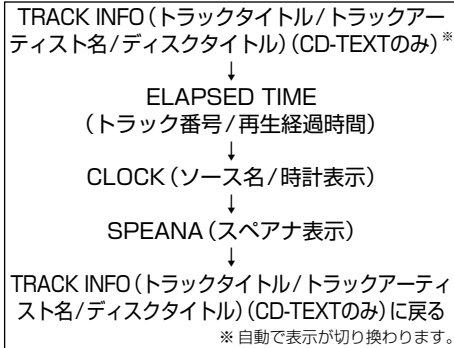 TRACK INFO(トラックタイトル/トラックアー
ティスト名/ディスクタイトル)(CD-TEXTのみ)※
↓
ELAPSED TIME
(トラック番号/再生経過時間)
↓
CLOCK(ソース名/時計表示)
↓
SPEANA(スペアナ表示)
↓
TRACK INFO(トラックタイトル/トラックアーティ
スト名/ディスクタイトル)(CD-TEXTのみ)に戻る
※ 自動で表示が切り換わります。